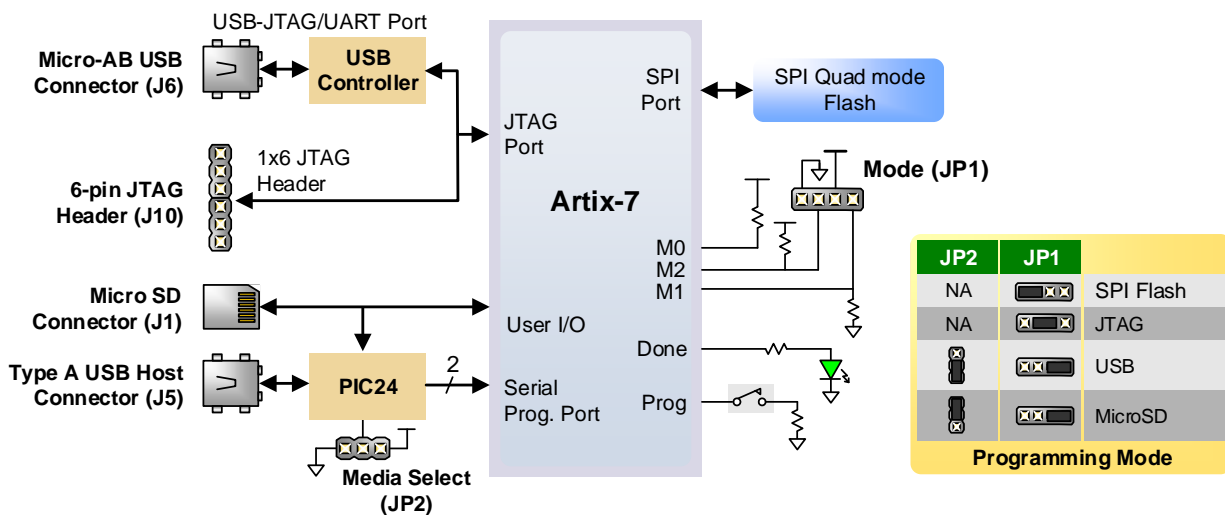 USB-JTAG/UART Port
Micro-AB USB
Connector (J6)
USB
Controller
6-pin JTAG
Header (J10)
1x6 JTAG
Header
Micro SD
Connector (J1)
Type A USB Host
Connector (J5)
PIC24
2
Media Select
(JP2)
JTAG
Port
SPI
Port
Artix-7
M0
M2
M1
User I/O
Done
Serial
Prog. Port
Prog
SPI Quad mode
Flash
Mode (JP1)
JP2 JP1
NA SPI Flash
NA JTAG
USB
MicroSD
Programming Mode